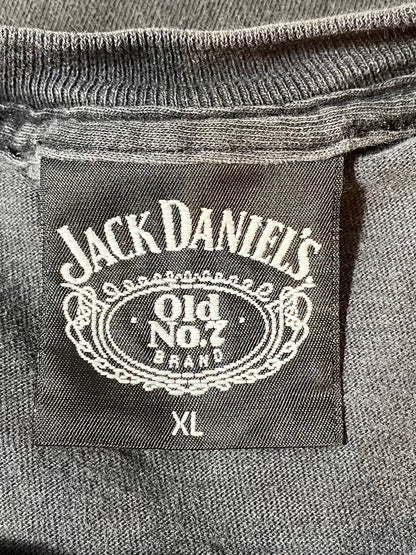 JACK DANIEL'S
Old
No.7
BRAND
XL